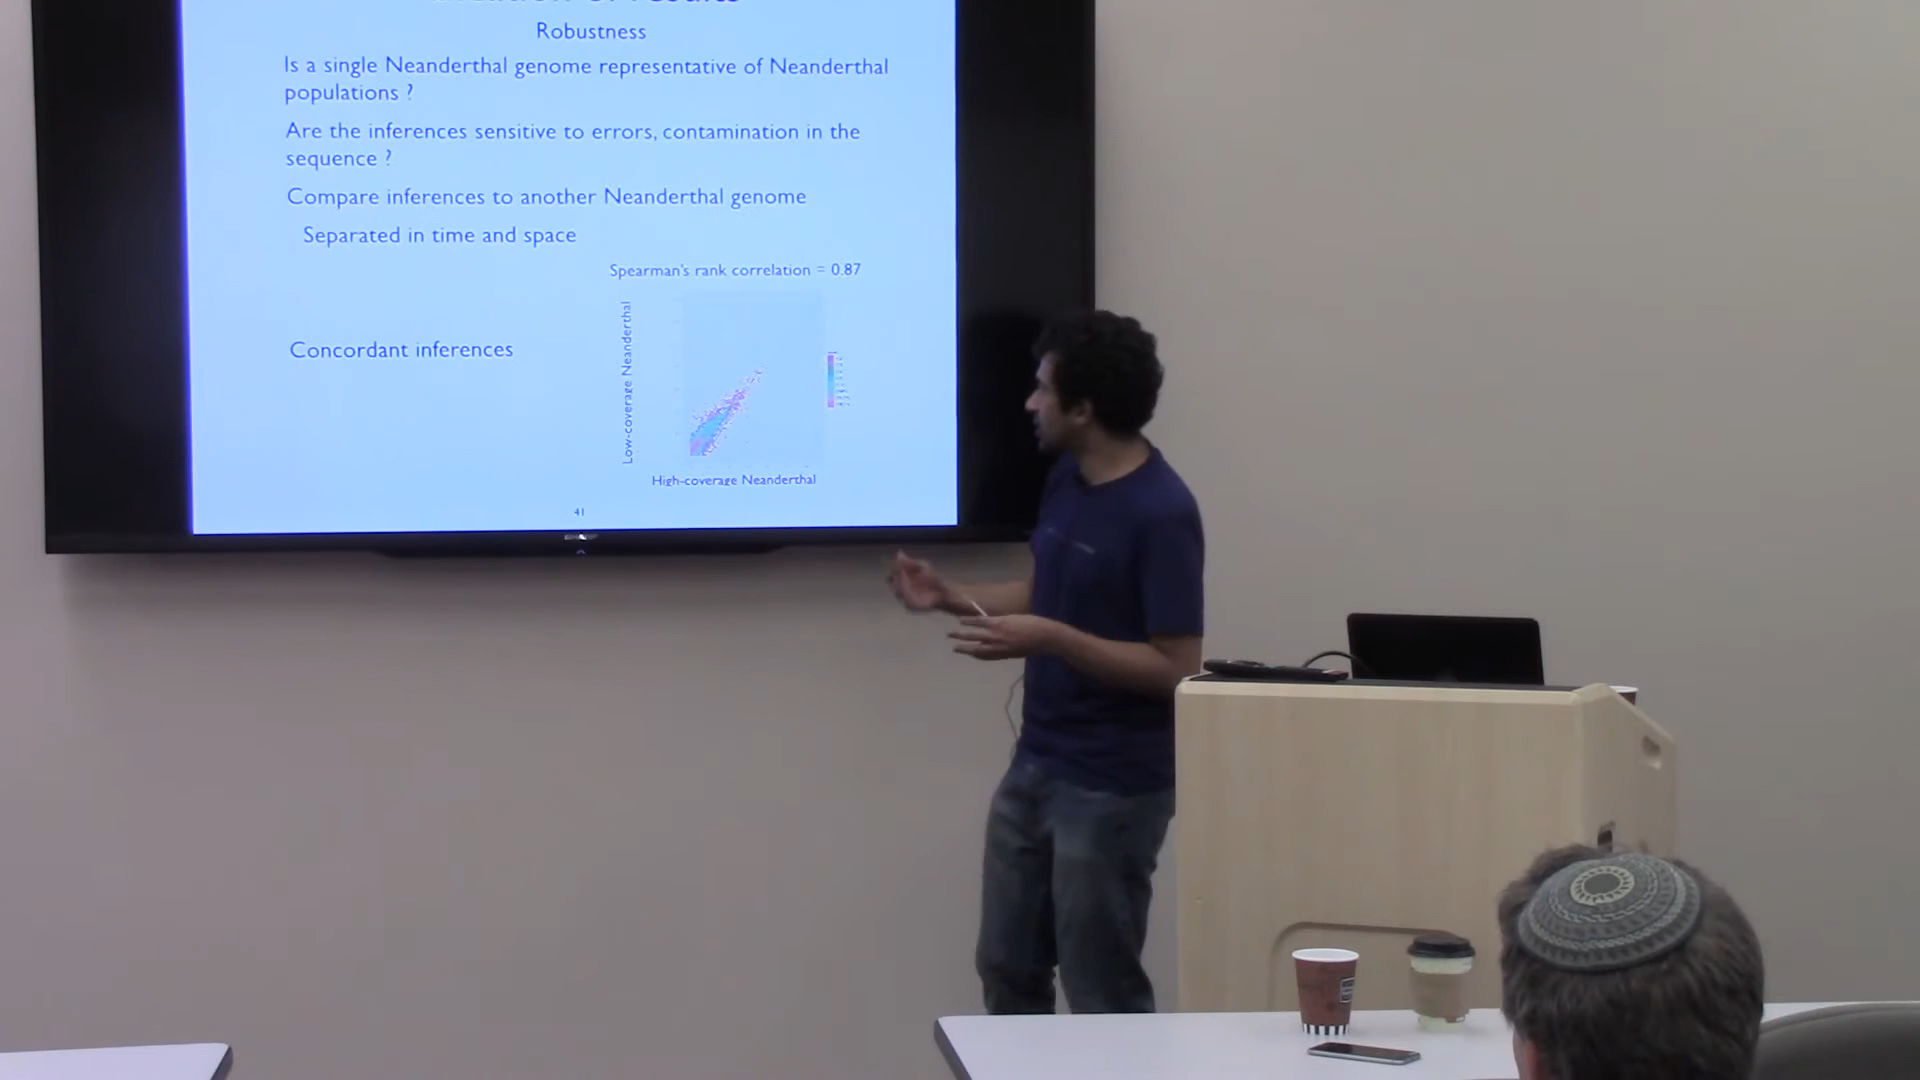 Robustness
Is a single Neanderthal genome representative of Neanderthal
populations ?
Are the inferences sensitive to errors, contamination in the
sequence ?
Compare inferences to another Neanderthal genome
Separated in time and space
Spearman's rank correlation = 0.87
Low-coverage Neanderthal
Concordant inferences
High-coverage Neanderthal
41
SHARP